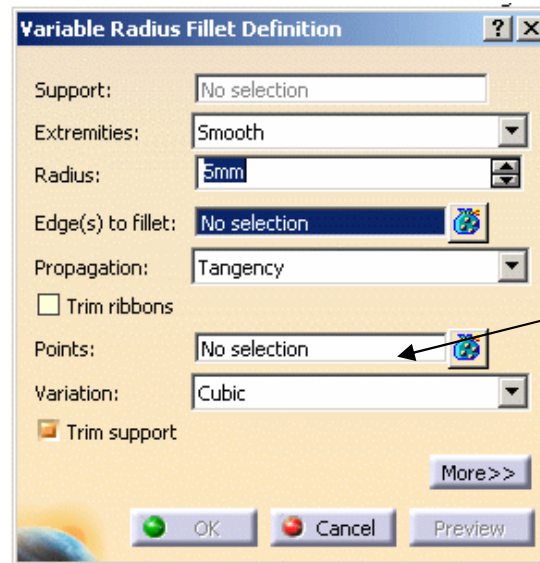 Variable Radius Fillet Definition ? X
Support: No selection
Extremities: Smooth
Radius: 5mm
Edge(s) to fillet: No selection
Propagation: Tangency
Trim ribbons
Points: No selection
Variation: Cubic
Trim support
More>>
OK Cancel Preview